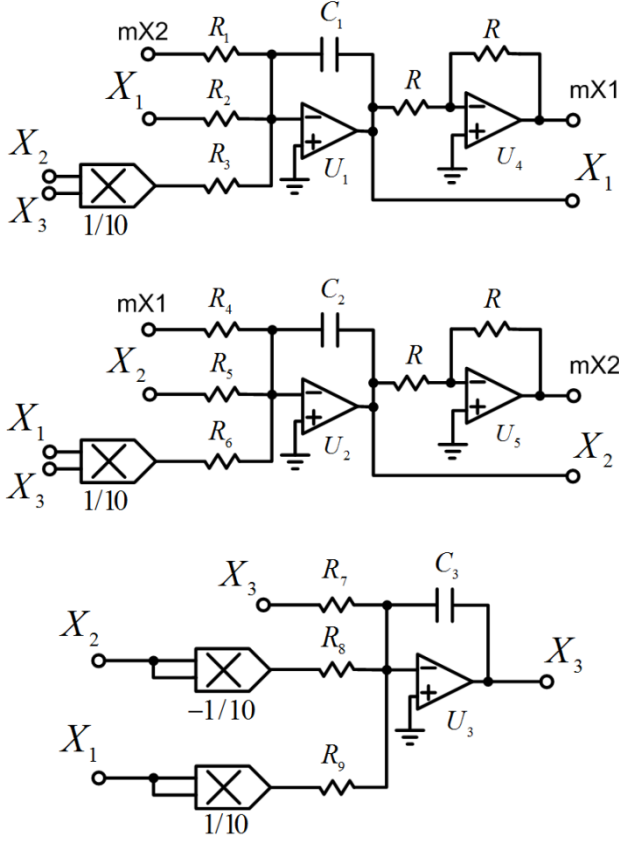 mX2 R₁ C₁ R
X₁ R₂ R mX1
X₂ R₃ U₁ U₄
X₃ 1/10 X₁
mX1 R₄ C₂ R
X₂ R₅ R mX2
X₁ R₆ U₂ U₅
X₃ 1/10 X₂
X₃ R₇ C₃
X₂ R₈ X₃
−1/10 U₃
X₁ R₉
1/10